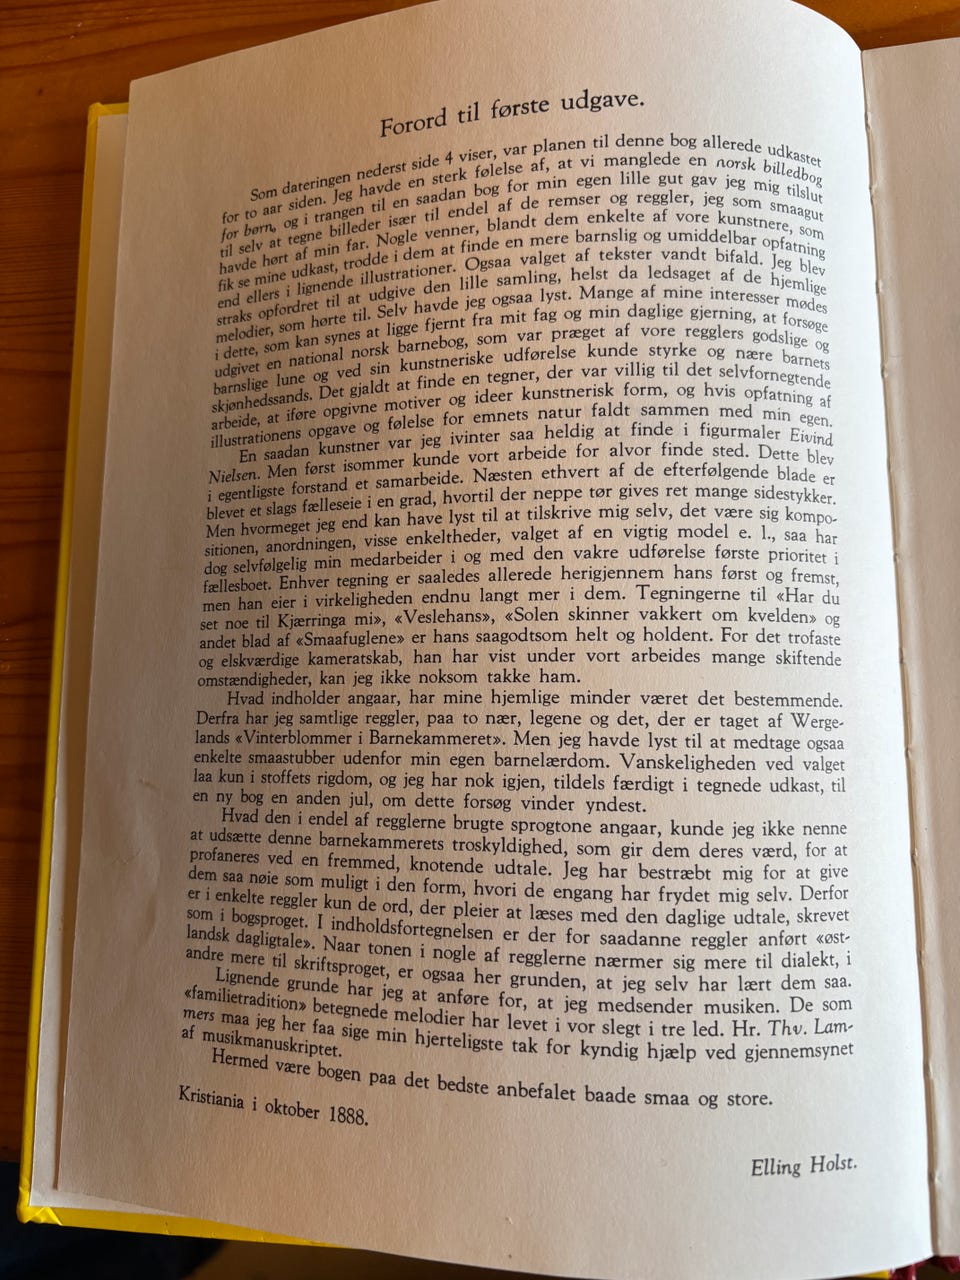 Forord til første udgave.
Som dateringen nederst side 4 viser, var planen til denne bog allerede udkastet
for to aar siden. Jeg havde en sterk følelse af, at vi manglede en norsk billedbog
for børn, og i trangen til en saadan bog for min egen lille gut gav jeg mig tilslut
til selv at tegne billeder især til endel af de remser og reggler, jeg som smaagut
havde hørt af min far. Nogle venner, blandt dem enkelte af vore kunstnere, som
fik se mine udkast, trodde i dem at finde en mere barnslig og umiddelbar opfatning
end ellers i lignende illustrationer. Ogsaa valget af tekster vandt bifald. Jeg blev
straks opfordret til at udgive den lille samling, helst da ledsaget af de hjemlige
melodier, som hørte til. Selv havde jeg ogsaa lyst. Mange af mine interesser mødes
i dette, som kan synes at ligge fjernt fra mit fag og min daglige gjerning, at forsøge
udgivet en national norsk barnebog, som var præget af vore regglers godslige og
barnslige lune og ved sin kunstneriske udførelse kunde styrke og nære barnets
skjønhedssands. Det gjaldt at finde en tegner, der var villig til det selvfornegtende
arbeide, at iføre opgivne motiver og ideer kunstnerisk form, og hvis opfatning af
illustrationens opgave og følelse for emnets natur faldt sammen med min egen.
En saadan kunstner var jeg ivinter saa heldig at finde i figurmaler Eivind
Nielsen. Men først isommer kunde vort arbeide for alvor finde sted. Dette blev
i egentligste forstand et samarbeide. Næsten ethvert af de efterfølgende blade er
blevet et slags fælleseie i en grad, hvortil der neppe tør gives ret mange sidestykker.
Men hvormeget jeg end kan have lyst til at tilskrive mig selv, det være sig kompo-
sitionen, anordningen, visse enkeltheder, valget af en vigtig model e. l., saa har
dog selvfølgelig min medarbeider i og med den vakre udførelse første prioritet i
fællesboet. Enhver tegning er saaledes allerede herigjennem hans først og fremst,
men han eier i virkeligheden endnu langt mer i dem. Tegningerne til «Har du
set noe til Kjærringa mi», «Veslehans», «Solen skinner vakkert om kvelden» og
andet blad af «Smaafuglene» er hans saagodtsom helt og holdent. For det trofaste
og elskværdige kameratskab, han har vist under vort arbeides mange skiftende
omstændigheder, kan jeg ikke noksom takke ham.
Hvad indholder angaar, har mine hjemlige minder været det bestemmende.
Derfra har jeg samtlige reggler, paa to nær, legene og det, der er taget af Werge-
lands «Vinterblommer i Barnekammeret». Men jeg havde lyst til at medtage ogsaa
enkelte smaastubber udenfor min egen barnelærdom. Vanskeligheden ved valget
laa kun i stoffets rigdom, og jeg har nok igjen, tildels færdigt i tegnede udkast, til
en ny bog en anden jul, om dette forsøg vinder yndest.
Hvad den i endel af regglerne brugte sprogtone angaar, kunde jeg ikke nenne
at udsætte denne barnekammerets troskyldighed, som gir dem deres værd, for at
profaneres ved en fremmed, knotende udtale. Jeg har bestræbt mig for at give
dem saa nøie som muligt i den form, hvori de engang har frydet mig selv. Derfor
er i enkelte reggler kun de ord, der pleier at læses med den daglige udtale, skrevet
som i bogsproget. I indholdsfortegnelsen er der for saadanne reggler anført «øst-
landsk dagligtale». Naar tonen i nogle af regglerne nærmer sig mere til dialekt, i
andre mere til skriftsproget, er ogsaa her grunden, at jeg selv har lært dem saa.
Lignende grunde har jeg at anføre for, at jeg medsender musiken. De som
«familietradition» betegnede melodier har levet i vor slegt i tre led. Hr. Thv. Lam-
mers maa jeg her faa sige min hjerteligste tak for kyndig hjælp ved gjennemsynet
af musikmanuskriptet.
Hermed være bogen paa det bedste anbefalet baade smaa og store.
Kristiania i oktober 1888.
Elling Holst.